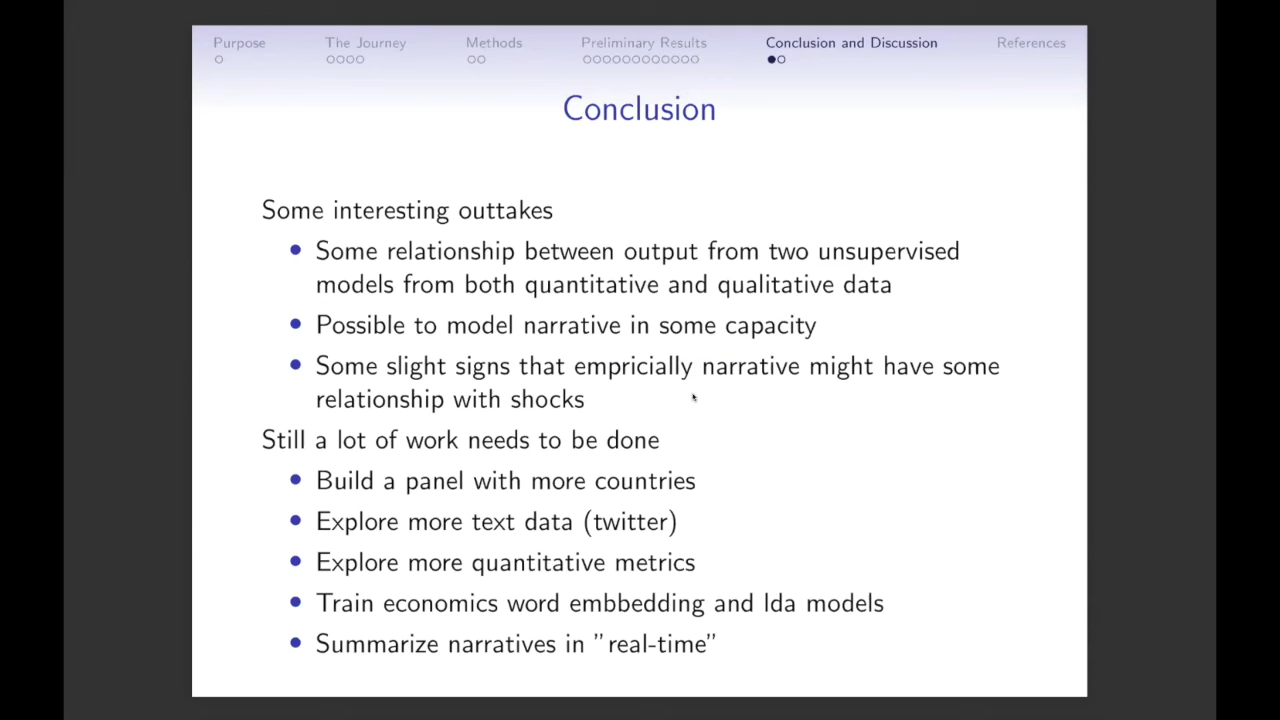 Purpose The Journey Methods Preliminary Results Conclusion and Discussion References
Conclusion
Some interesting outtakes
Some relationship between output from two unsupervised
models from both quantitative and qualitative data
Possible to model narrative in some capacity
Some slight signs that empricially narrative might have some
relationship with shocks
Still a lot of work needs to be done
Build a panel with more countries
Explore more text data (twitter)
Explore more quantitative metrics
Train economics word embbedding and lda models
Summarize narratives in ”real-time”